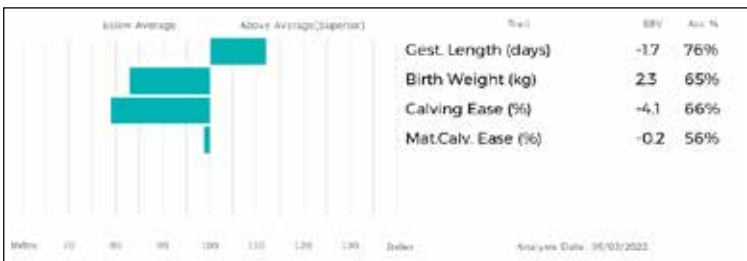 Below Average Above Average(Superior) Trait EBV Acc %
Gest. Length (days) -1.7 76%
Birth Weight (kg) 2.3 65%
Calving Ease (%) -4.1 66%
Mat.Calv. Ease (%) -0.2 56%
Index 70 80 90 100 110 120 130 Index Analysis Date :